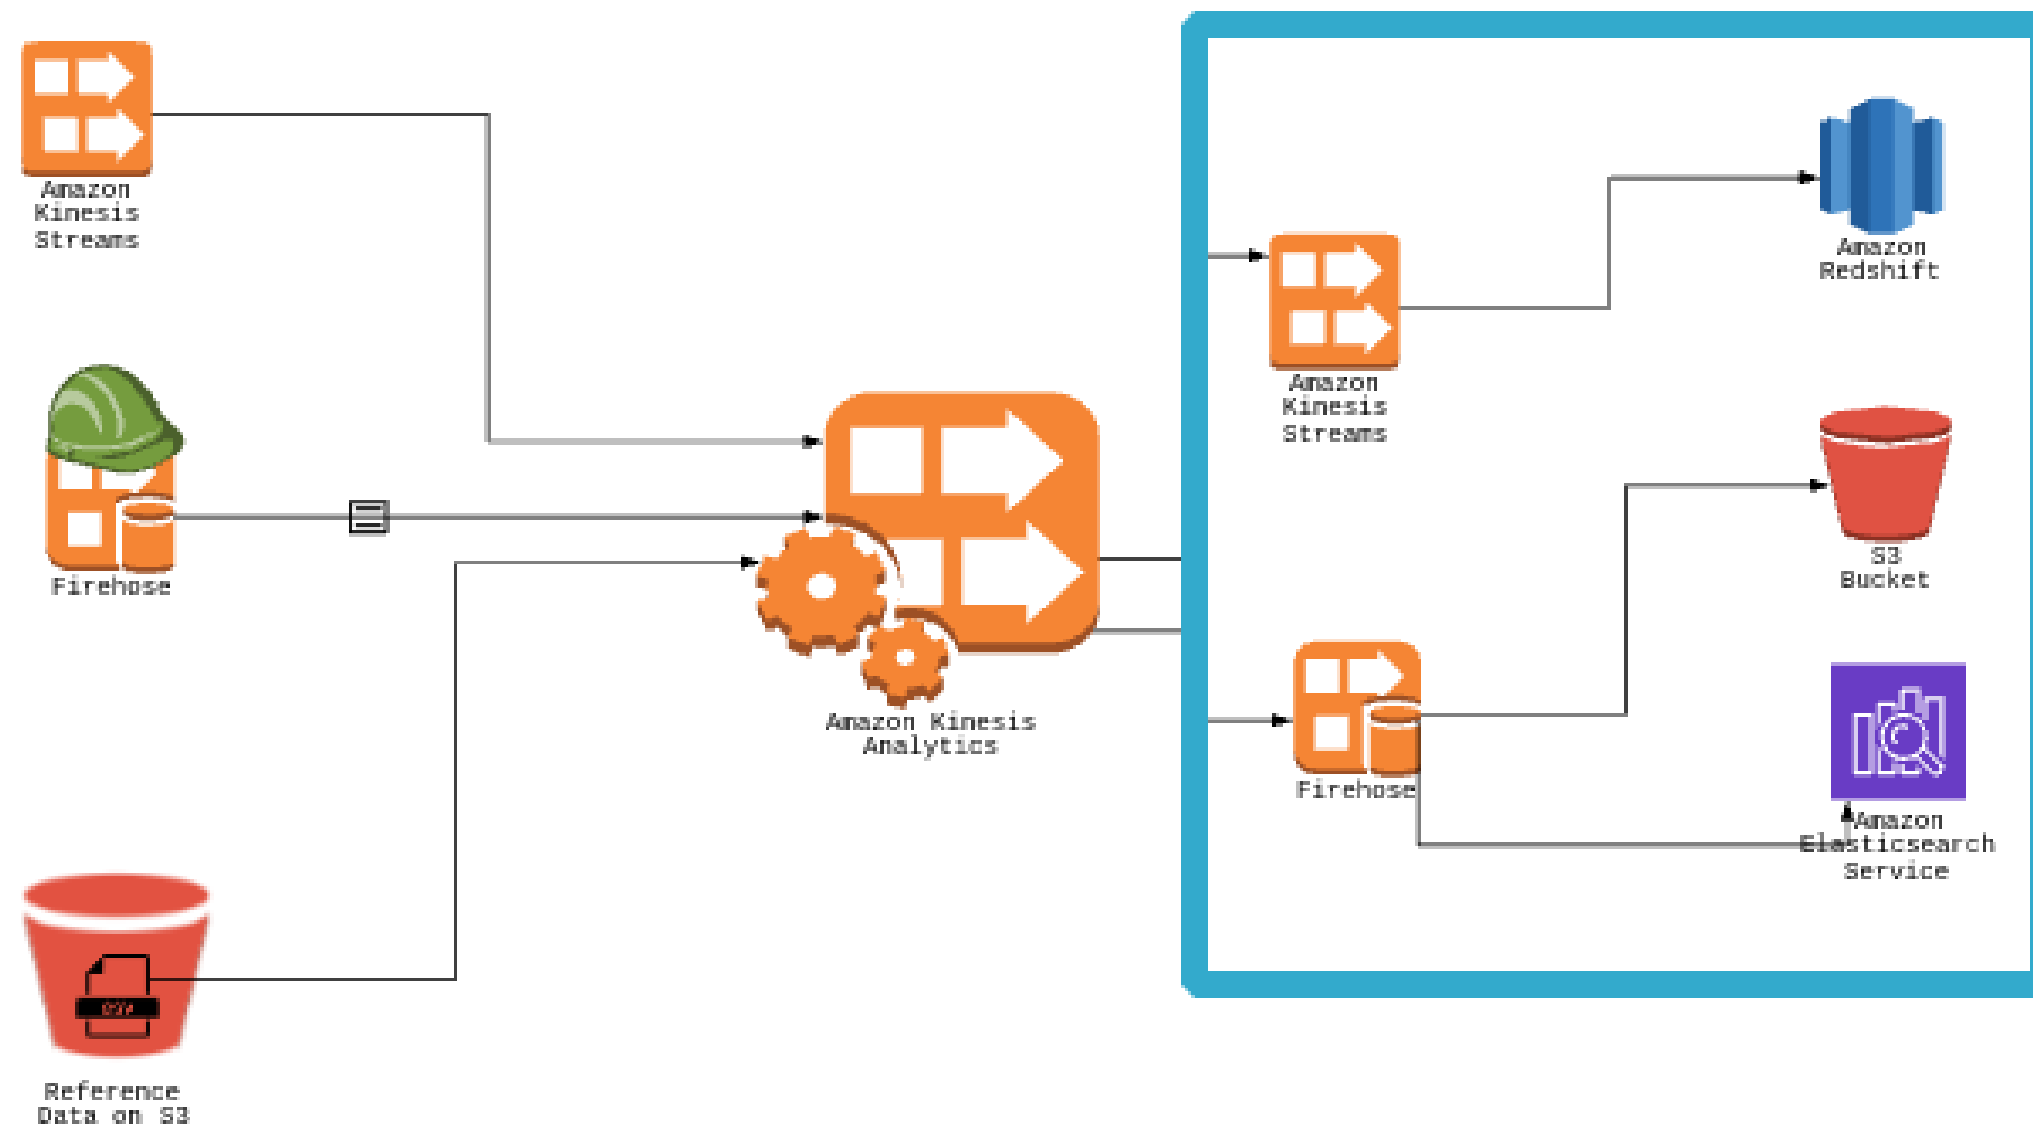 Amazon
Kinesis
Streams
Firehose
Reference
Data on S3
CSV
Amazon Kinesis
Analytics
Amazon
Kinesis
Streams
Firehose
Amazon
Redshift
S3
Bucket
Amazon
Elasticsearch
Service